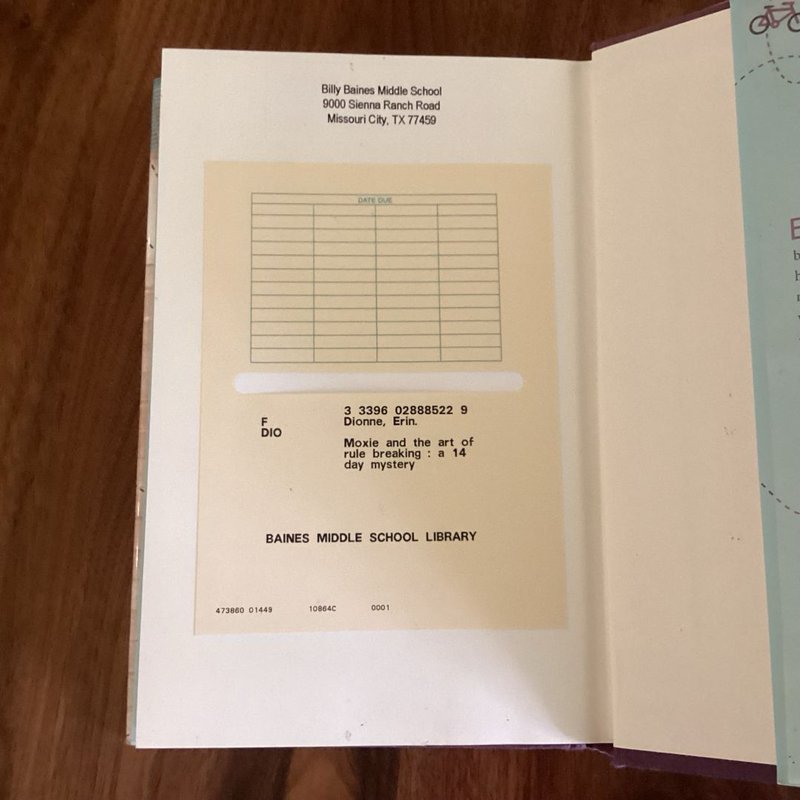 Billy Baines Middle School
9000 Sienna Ranch Road
Missouri City, TX 77459
DATE DUE
3 3396 02888522 9
F Dionne, Erin.
DIO
Moxie and the art of
rule breaking : a 14
day mystery
BAINES MIDDLE SCHOOL LIBRARY
473860 01449 10864C 0001